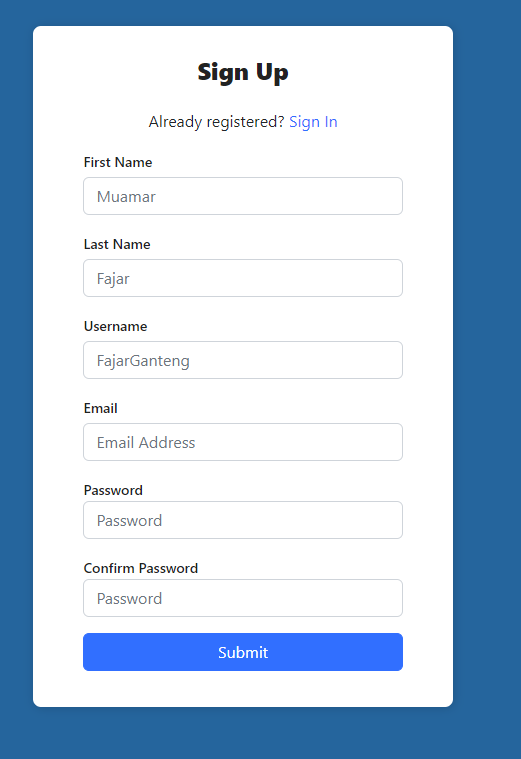 Sign Up
Already registered? Sign In
First Name
Muamar
Last Name
Fajar
Username
FajarGanteng
Email
Email Address
Password
Password
Confirm Password
Password
Submit